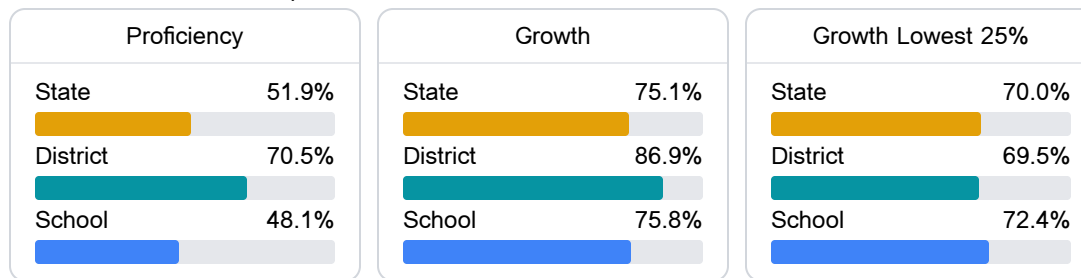 Proficiency
State 51.9%
District 70.5%
School 48.1%
Growth
State 75.1%
District 86.9%
School 75.8%
Growth Lowest 25%
State 70.0%
District 69.5%
School 72.4%